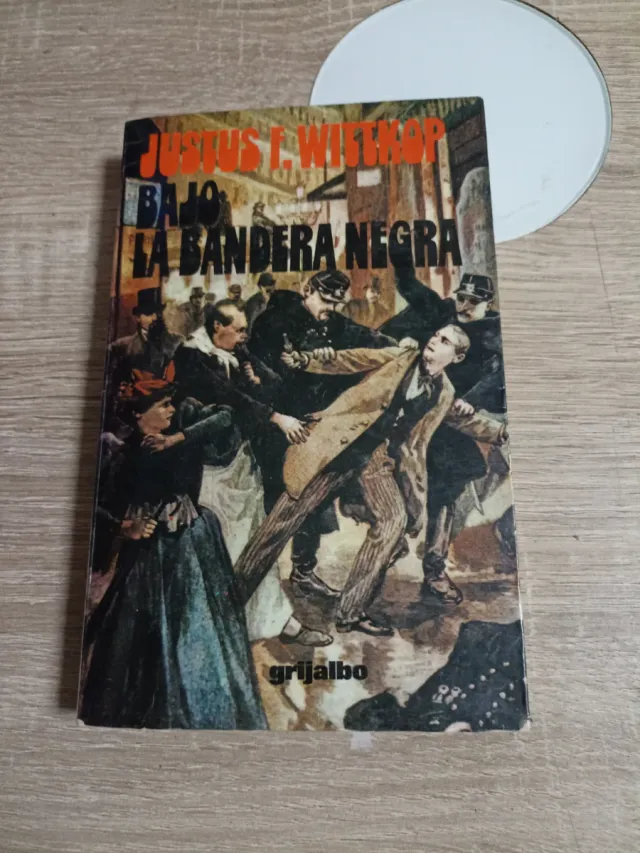 JUSTUS F. WITTKOP
BAJO
LA BANDERA NEGRA
grijalbo